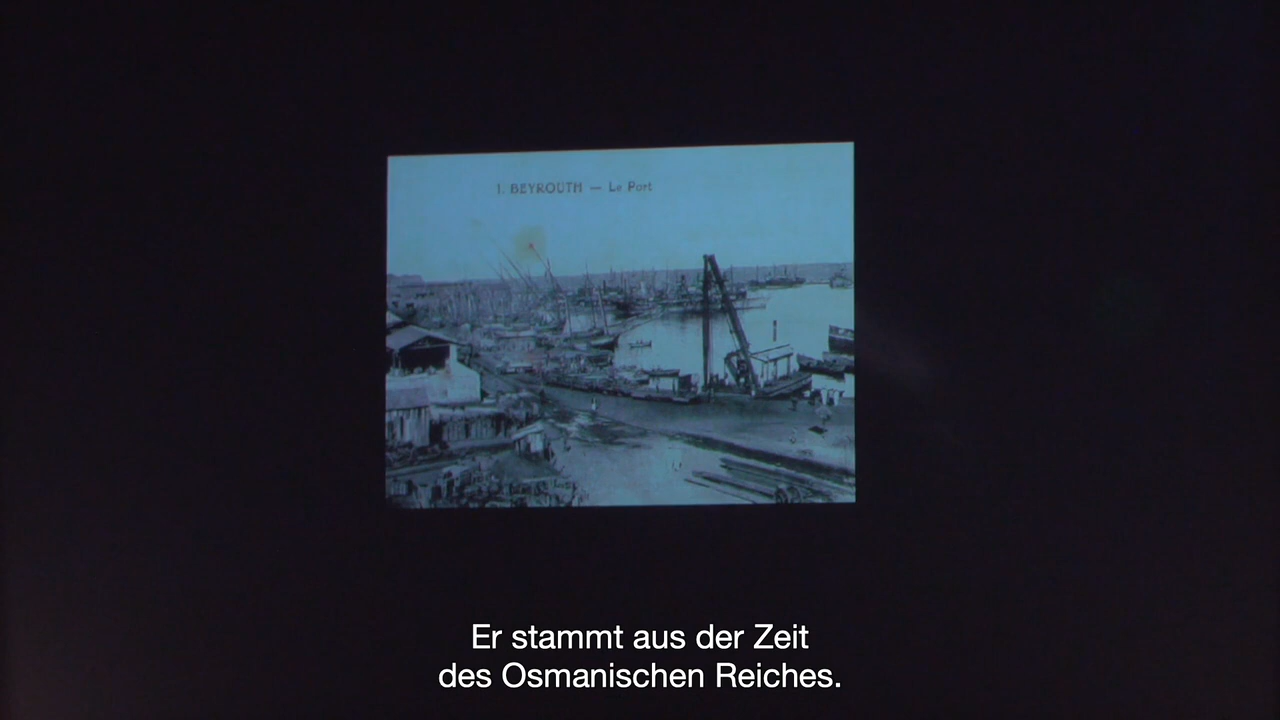 1. BEYROUTH — Le Port
Er stammt aus der Zeit
des Osmanischen Reiches.